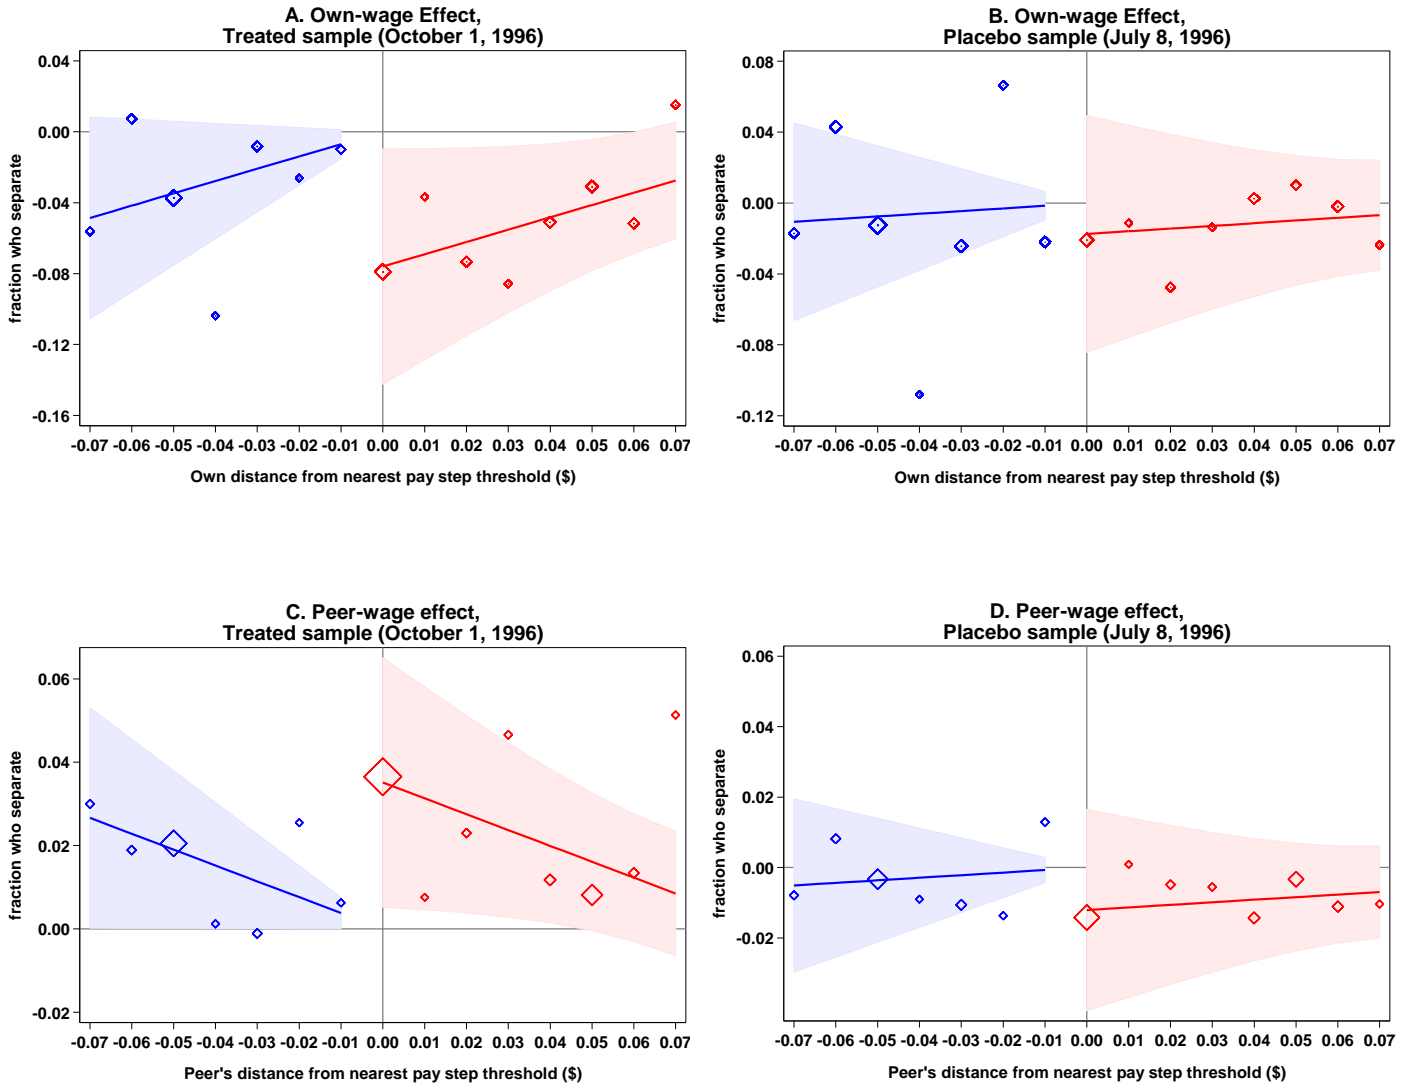 A. Own-wage Effect,
Treated sample (October 1, 1996)
fraction who separate
0.04
0.00
-0.04
-0.08
-0.12
-0.16
-0.07 -0.06 -0.05 -0.04 -0.03 -0.02 -0.01 0.00 0.01 0.02 0.03 0.04 0.05 0.06 0.07
Own distance from nearest pay step threshold ($)
B. Own-wage Effect,
Placebo sample (July 8, 1996)
fraction who separate
0.08
0.04
0.00
-0.04
-0.08
-0.12
-0.07 -0.06 -0.05 -0.04 -0.03 -0.02 -0.01 0.00 0.01 0.02 0.03 0.04 0.05 0.06 0.07
Own distance from nearest pay step threshold ($)
C. Peer-wage effect,
Treated sample (October 1, 1996)
fraction who separate
0.06
0.04
0.02
0.00
-0.02
-0.07 -0.06 -0.05 -0.04 -0.03 -0.02 -0.01 0.00 0.01 0.02 0.03 0.04 0.05 0.06 0.07
Peer's distance from nearest pay step threshold ($)
D. Peer-wage effect,
Placebo sample (July 8, 1996)
fraction who separate
0.06
0.04
0.02
0.00
-0.02
-0.07 -0.06 -0.05 -0.04 -0.03 -0.02 -0.01 0.00 0.01 0.02 0.03 0.04 0.05 0.06 0.07
Peer's distance from nearest pay step threshold ($)